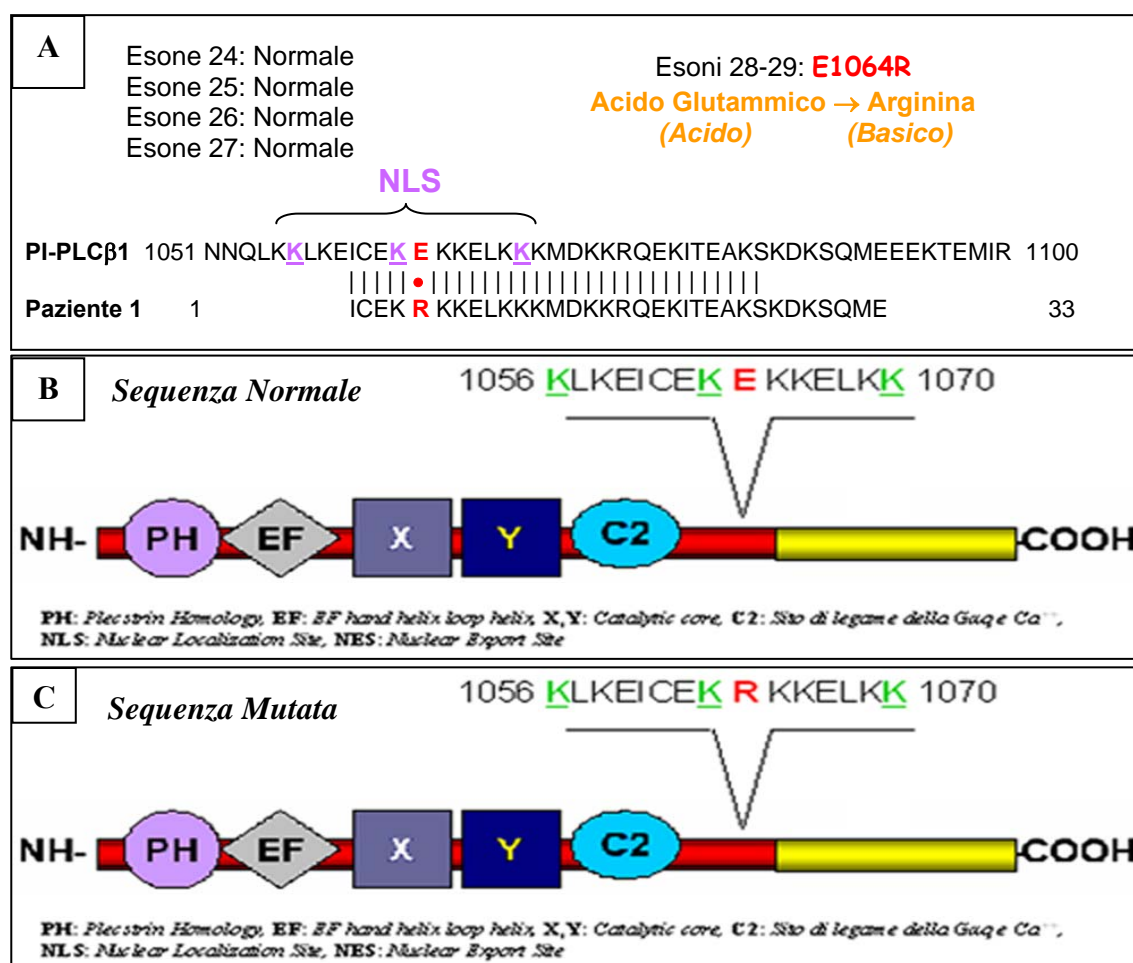 A
Esone 24: Normale
Esone 25: Normale
Esone 26: Normale
Esone 27: Normale
Esoni 28-29: E1064R
Acido Glutammico → Arginina
(Acido) (Basico)
NLS
PI-PLCβ1 1051 NNQLKKLKEICEK E KKELKKKMDKKRQEKITEAKSKDKSQMEEEKTEMIR 1100
Paziente 1 1 ICEK R KKELKKKMDKKRQEKITEAKSKDKSQME 33
B Sequenza Normale 1056 KLKEICEK E KKELKK 1070
NH- PH EF X Y C2 -COOH
PH: Plecstrin Homology, EF: EF hand helix loop helix, X,Y: Catalytic core, C2: Sito di legame della Gαq e Ca⁺⁺,
NLS: Nuclear Localization Site, NES: Nuclear Export Site
C Sequenza Mutata 1056 KLKEICEK R KKELKK 1070
NH- PH EF X Y C2 -COOH
PH: Plecstrin Homology, EF: EF hand helix loop helix, X,Y: Catalytic core, C2: Sito di legame della Gαq e Ca⁺⁺,
NLS: Nuclear Localization Site, NES: Nuclear Export Site